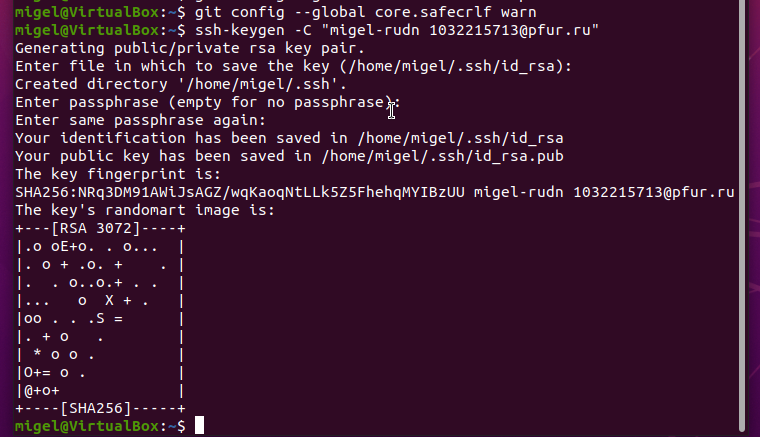 migel@VirtualBox:~$ git config --global core.safecrlf warn
migel@VirtualBox:~$ ssh-keygen -C "migel-rudn 1032215713@pfur.ru"
Generating public/private rsa key pair.
Enter file in which to save the key (/home/migel/.ssh/id_rsa):
Created directory '/home/migel/.ssh'.
Enter passphrase (empty for no passphrase):
Enter same passphrase again:
Your identification has been saved in /home/migel/.ssh/id_rsa
Your public key has been saved in /home/migel/.ssh/id_rsa.pub
The key fingerprint is:
SHA256:NRq3DM91AWiJsAGZ/wqKaoqNtLLk5Z5FhehqMYIBzUU migel-rudn 1032215713@pfur.ru
The key's randomart image is:
+---[RSA 3072]----+
|.o oE+o. . o...  |
|. o + .o. +    . |
|.  . o..o.+ . .  |
|...   o  X + .   |
|oo . . .S =      |
|. + o   .        |
| * o o .         |
|O+= o .          |
|@+o+             |
+----[SHA256]-----+
migel@VirtualBox:~$